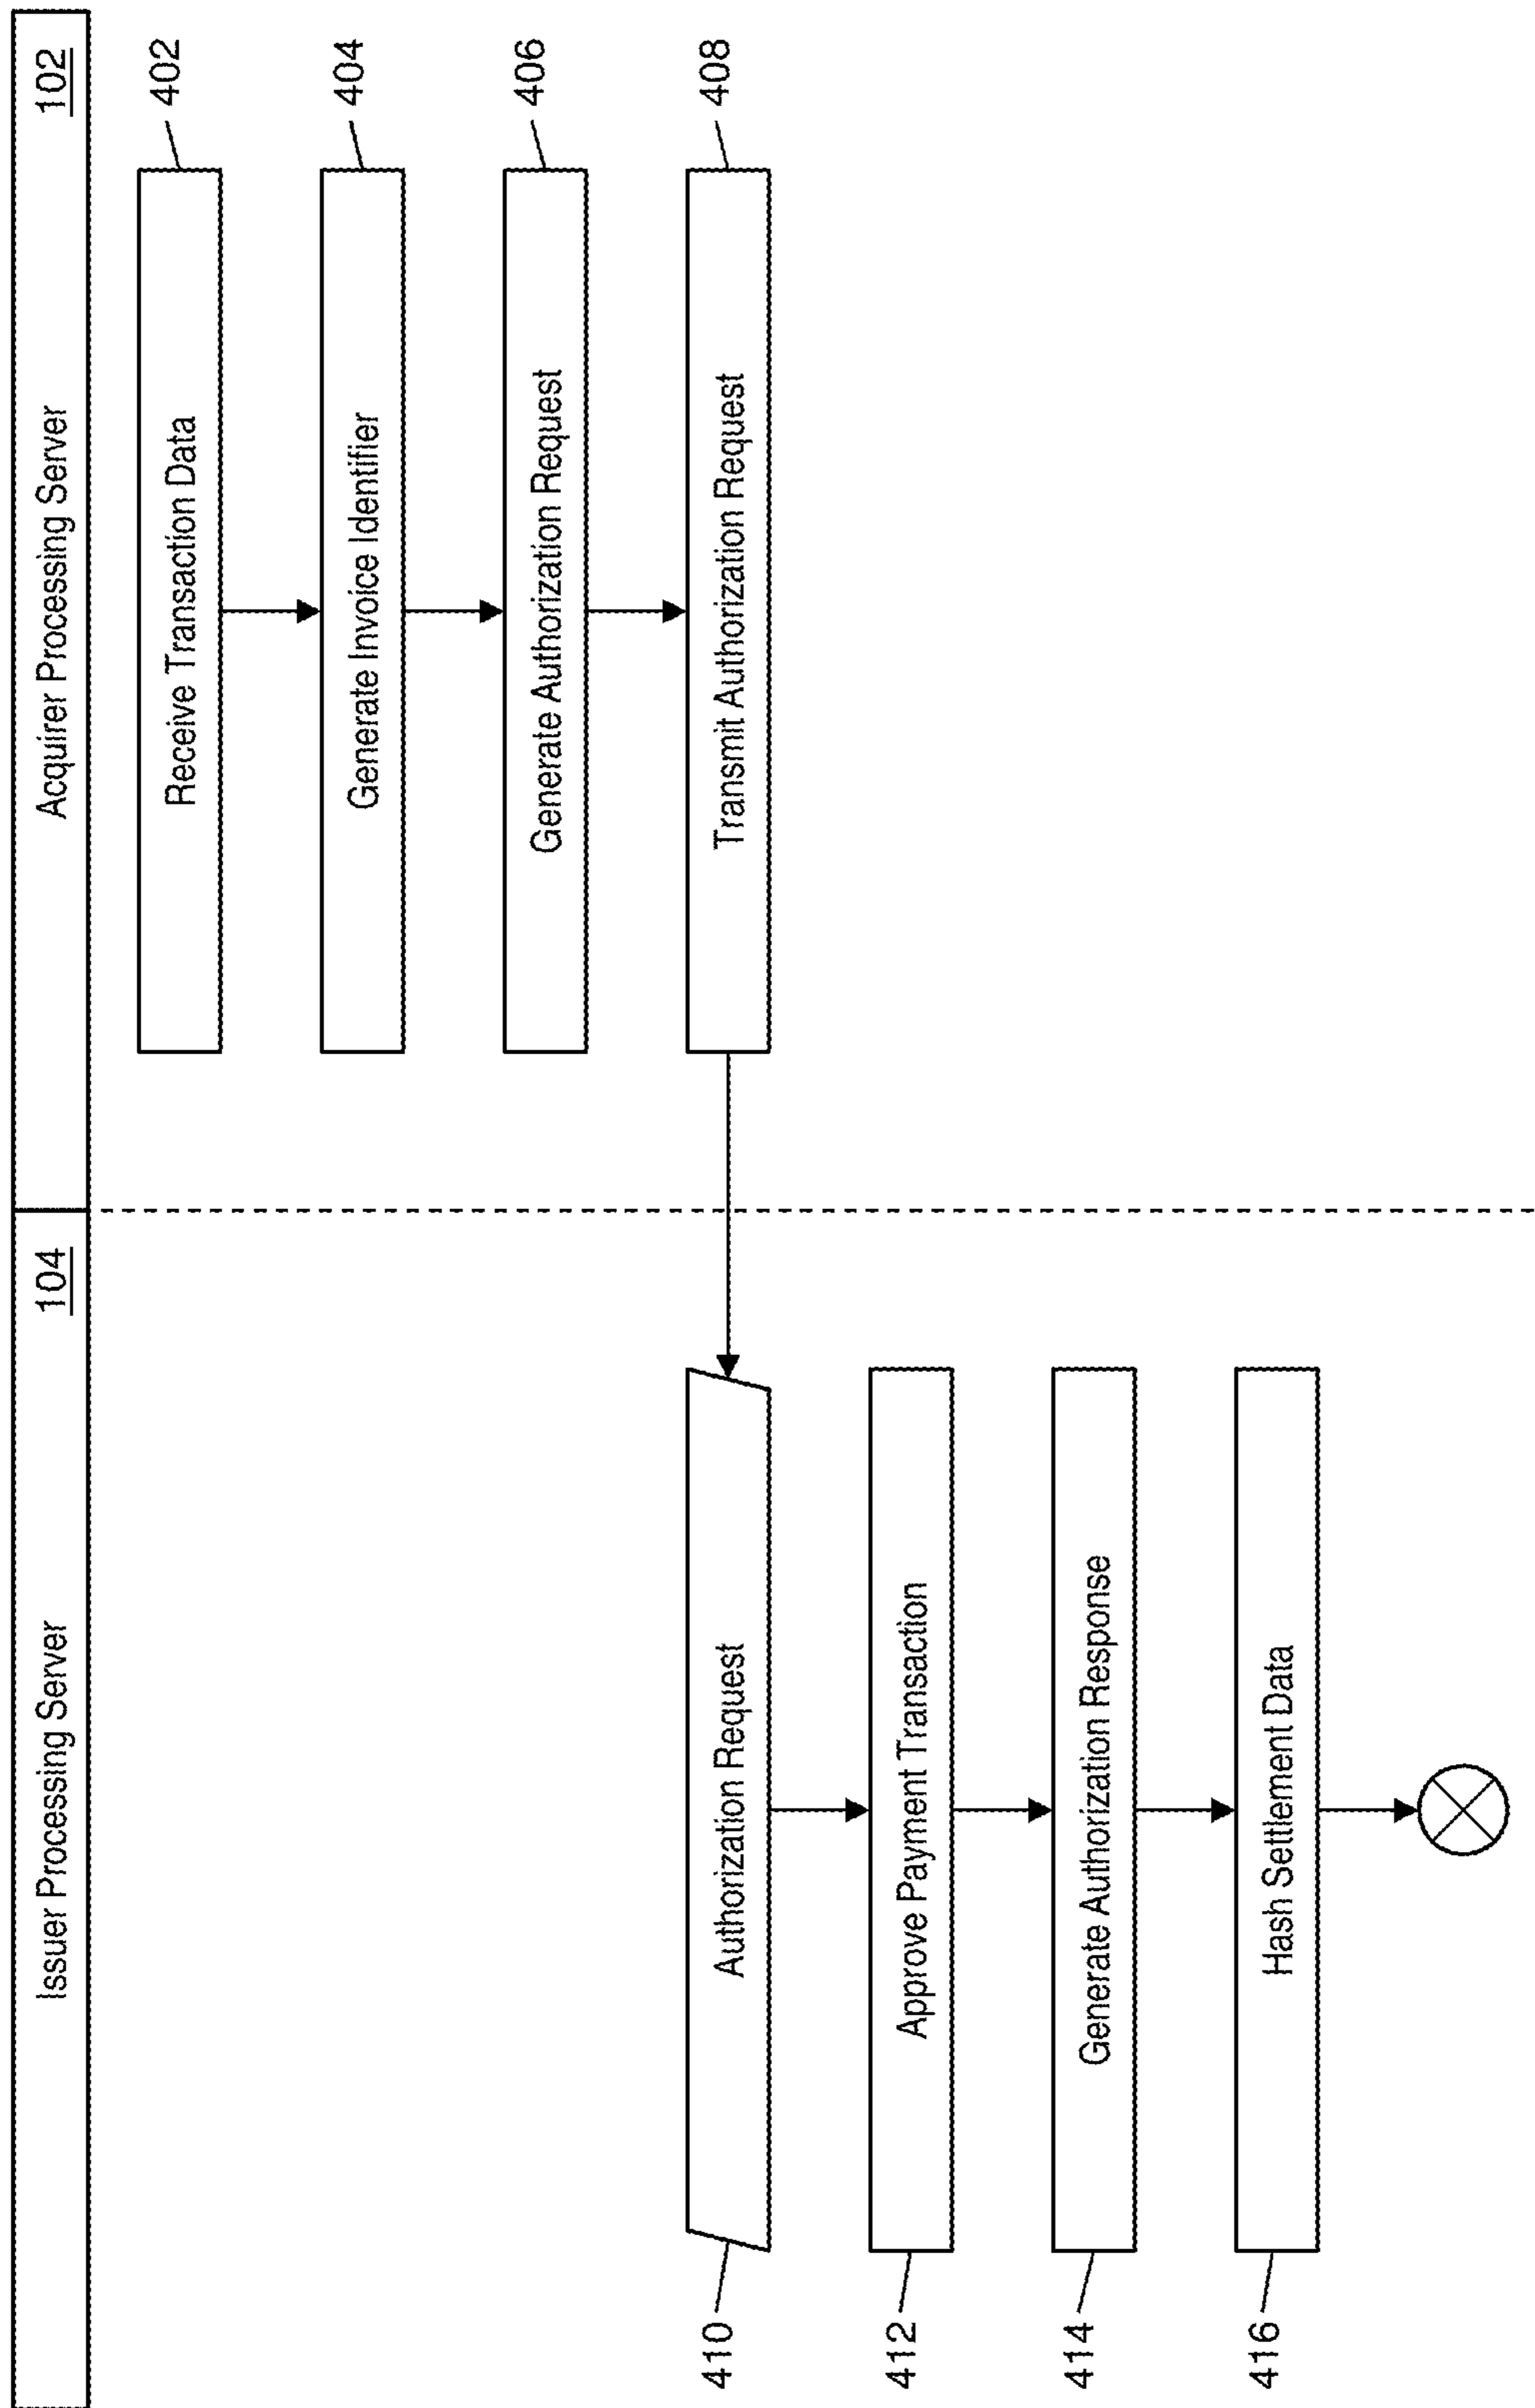 Issuer Processing Server
104
Acquirer Processing Server
102
Receive Transaction Data
402
Generate Invoice Identifier
404
Generate Authorization Request
406
410
Authorization Request
Transmit Authorization Request
408
412
Approve Payment Transaction
414
Generate Authorization Response
416
Hash Settlement Data